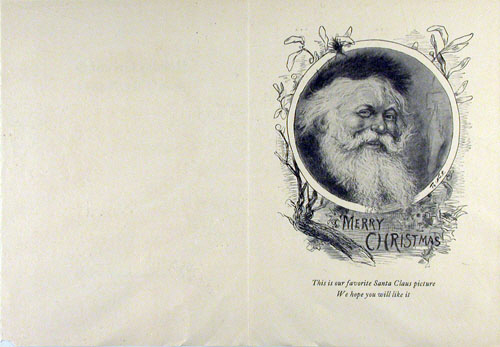 MERRY
CHRISTMAS
This is our favorite Santa Claus picture
We hope you will like it